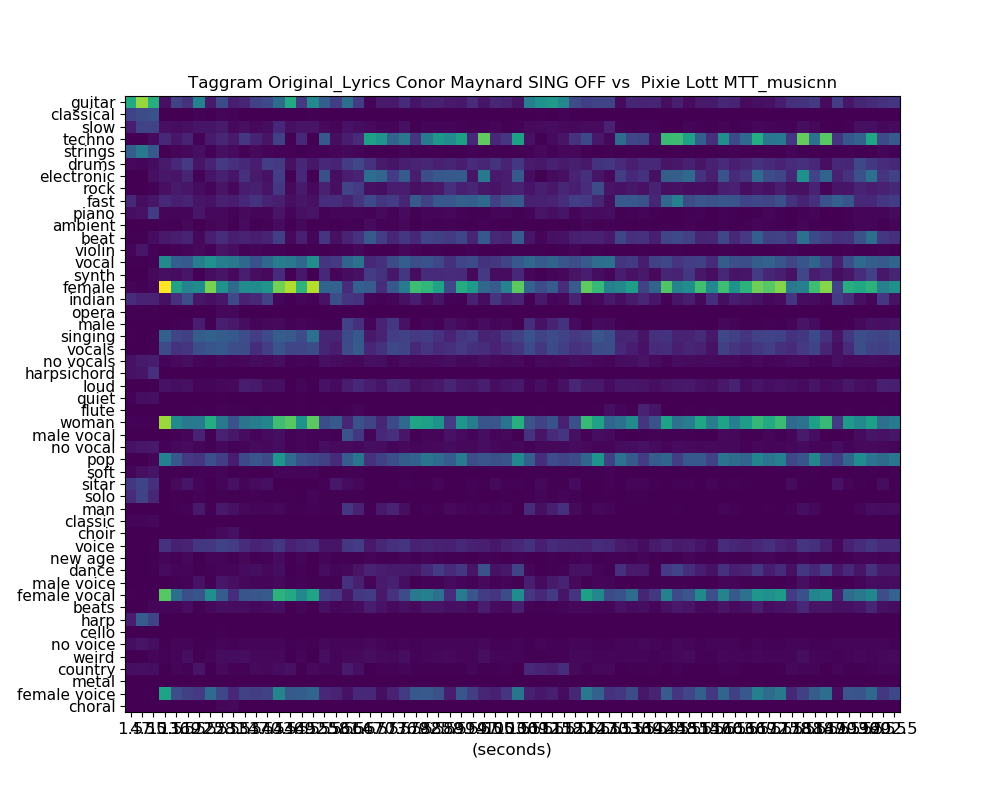 Taggram Original_Lyrics Conor Maynard SING OFF vs  Pixie Lott MTT_musicnn
guitar
classical
slow
techno
strings
drums
electronic
rock
fast
piano
ambient
beat
violin
vocal
synth
female
indian
opera
male
singing
vocals
no vocals
harpsichord
loud
quiet
flute
woman
male vocal
no vocal
pop
soft
sitar
solo
man
classic
choir
voice
new age
dance
male voice
female vocal
beats
harp
cello
no voice
weird
country
metal
female voice
choral
(seconds)